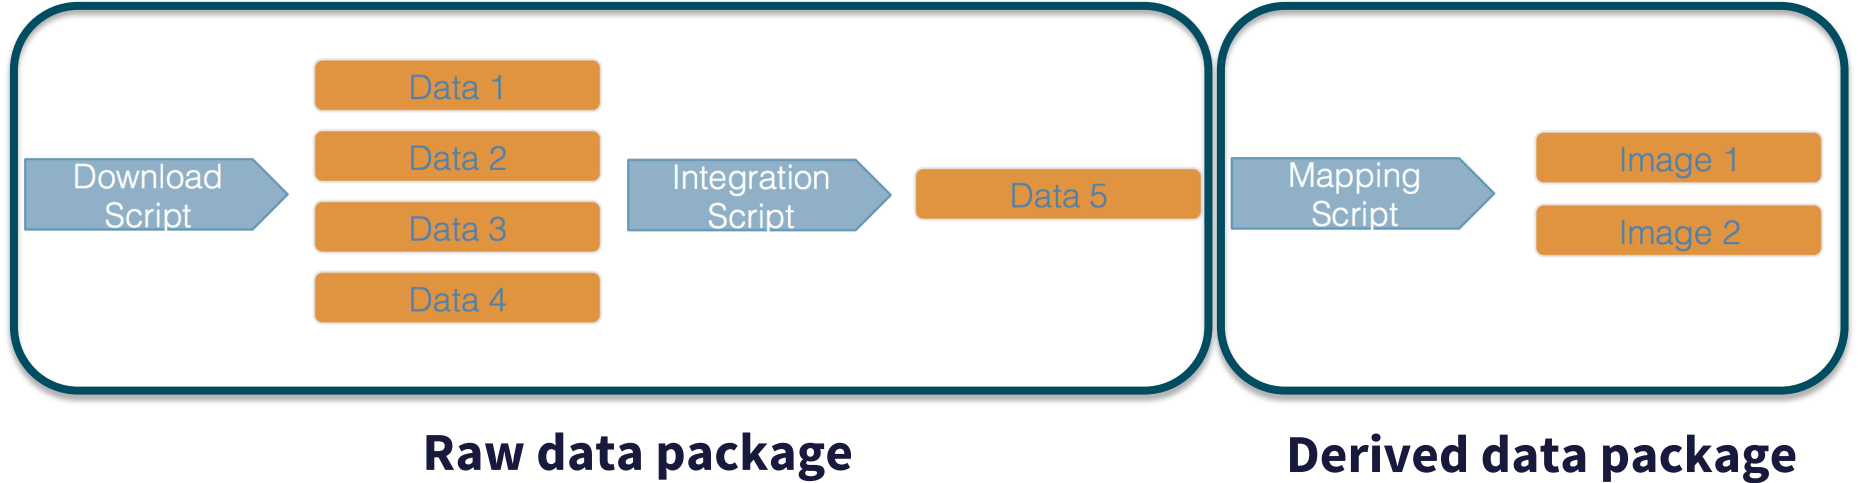 Download
Script
Data 1
Data 2
Data 3
Data 4
Integration
Script
Data 5
Mapping
Script
Image 1
Image 2
Raw data package
Derived data package